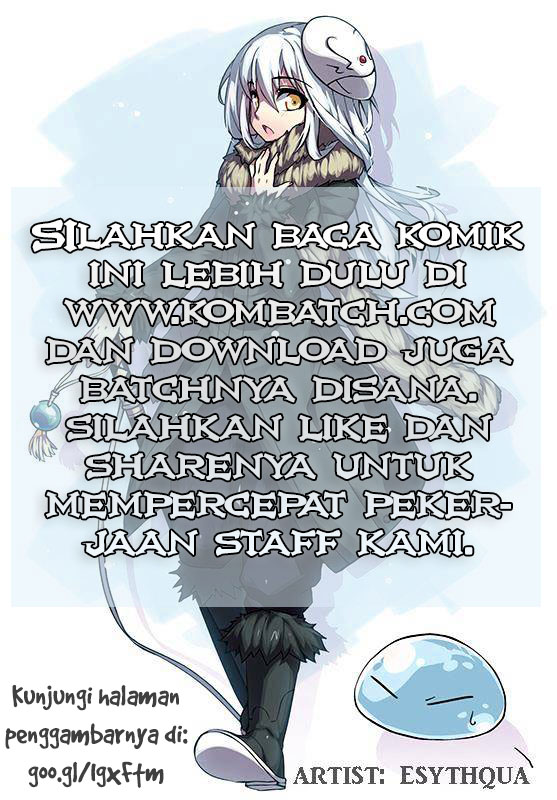 SILAHKAN BACA KOMIK
INI LEBIH DULU DI
WWW.KOMBATCH.COM
DAN DOWNLOAD JUGA
BATCHNYA DISANA.
SILAHKAN LIKE DAN
SHARENYA UNTUK
MEMPERCEPAT PEKER-
JAAN STAFF KAMI.
Kunjungi halaman
penggambarnya di:
goo.gl/lgxFtm
ARTIST: ESYTHQUA